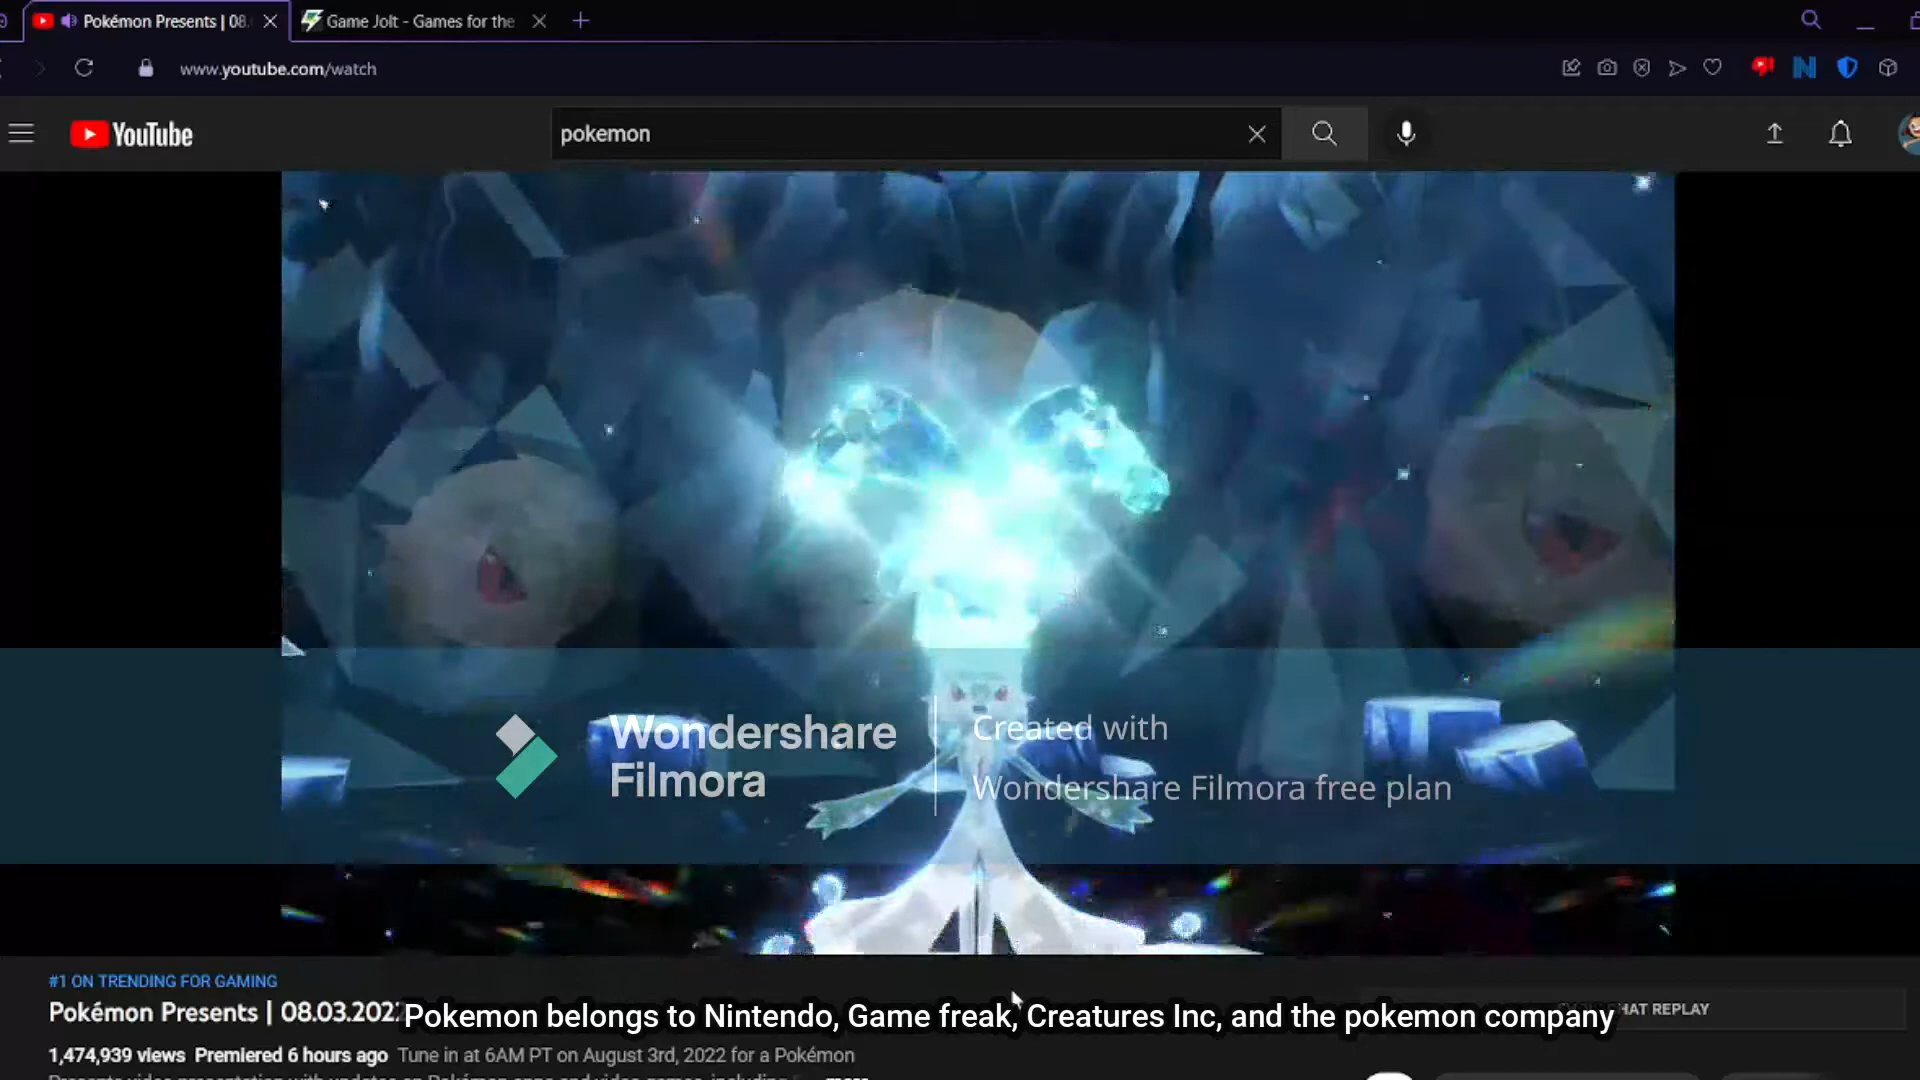 Pokémon Presents | 08.
Game Jolt - Games for the
www.youtube.com/watch
YouTube
pokemon
Wondershare
Filmora
Created with
Wondershare Filmora free plan
#1 ON TRENDING FOR GAMING
HAT REPLAY
Pokémon Presents | 08.03.2022
Pokemon belongs to Nintendo, Game freak, Creatures Inc, and the pokemon company
1,474,939 views Premiered 6 hours ago Tune in at 6AM PT on August 3rd, 2022 for a Pokémon